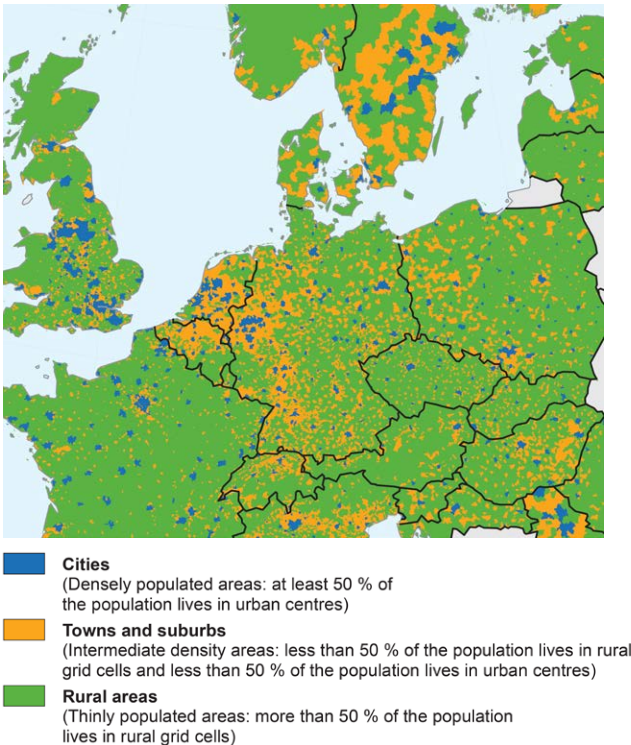 Cities
(Densely populated areas: at least 50 % of
the population lives in urban centres)
Towns and suburbs
(Intermediate density areas: less than 50 % of the population lives in rural
grid cells and less than 50 % of the population lives in urban centres)
Rural areas
(Thinly populated areas: more than 50 % of the population
lives in rural grid cells)